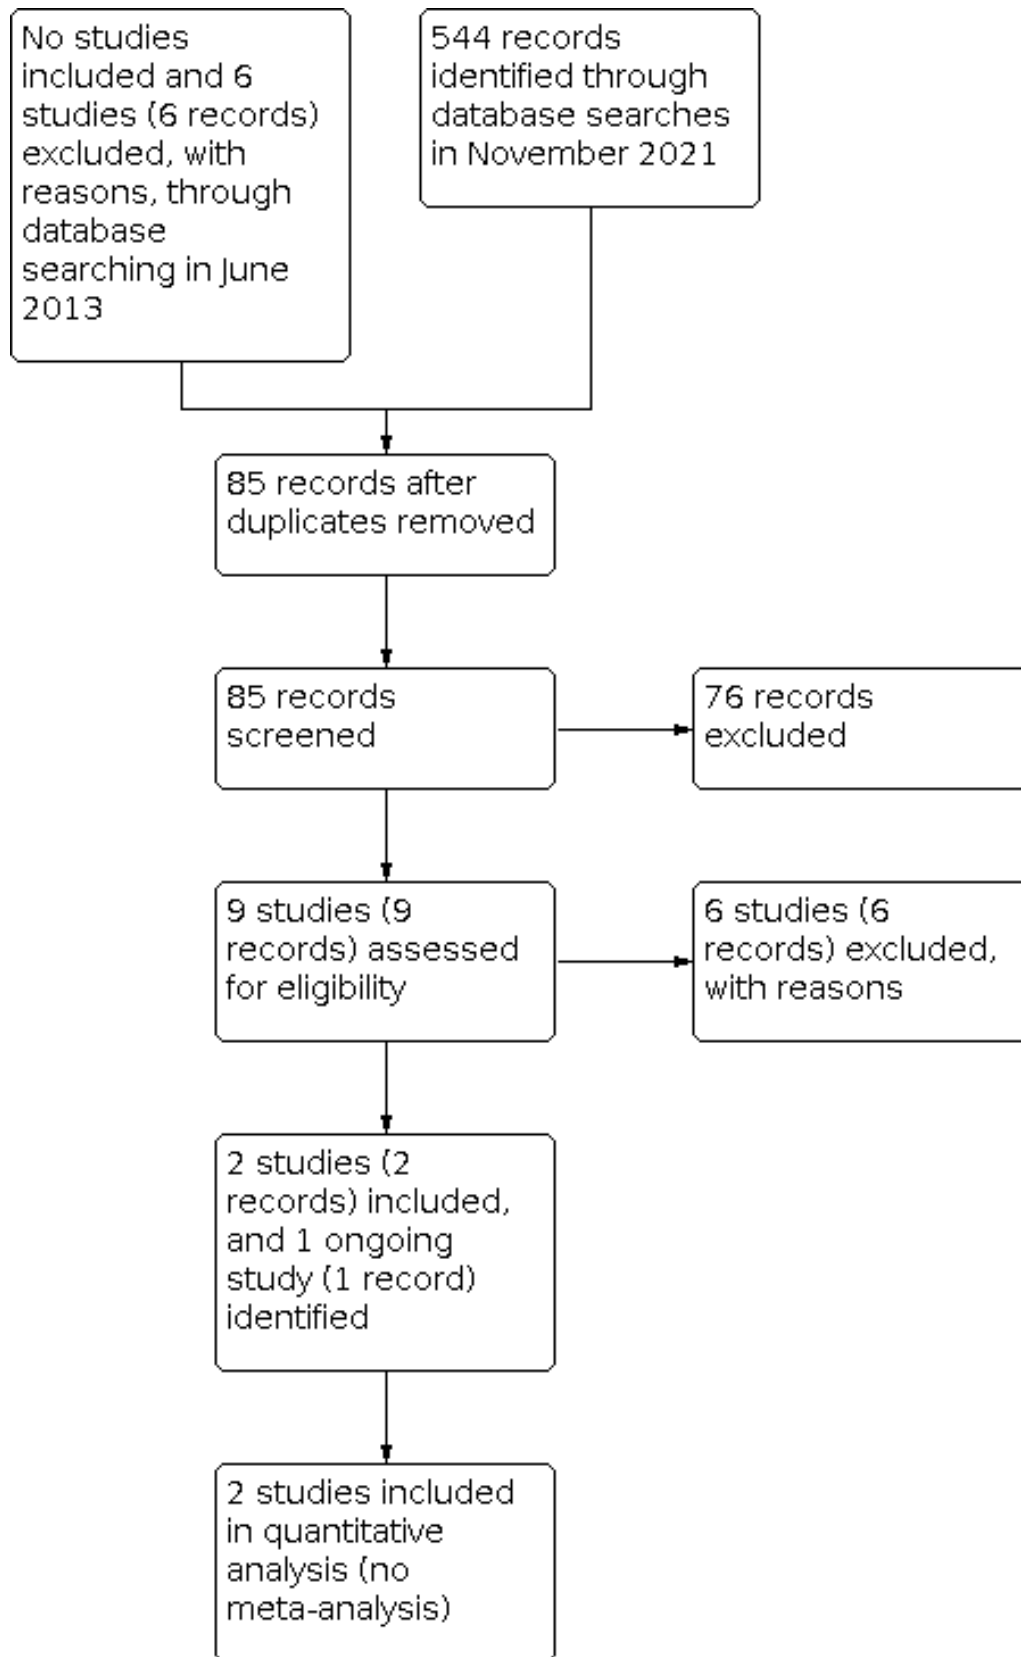 No studies
included and 6
studies (6 records)
excluded, with
reasons, through
database
searching in June
2013
544 records
identified through
database searches
in November 2021
85 records after
duplicates removed
85 records
screened
76 records
excluded
9 studies (9
records) assessed
for eligibility
6 studies (6
records) excluded,
with reasons
2 studies (2
records) included,
and 1 ongoing
study (1 record)
identified
2 studies included
in quantitative
analysis (no
meta-analysis)